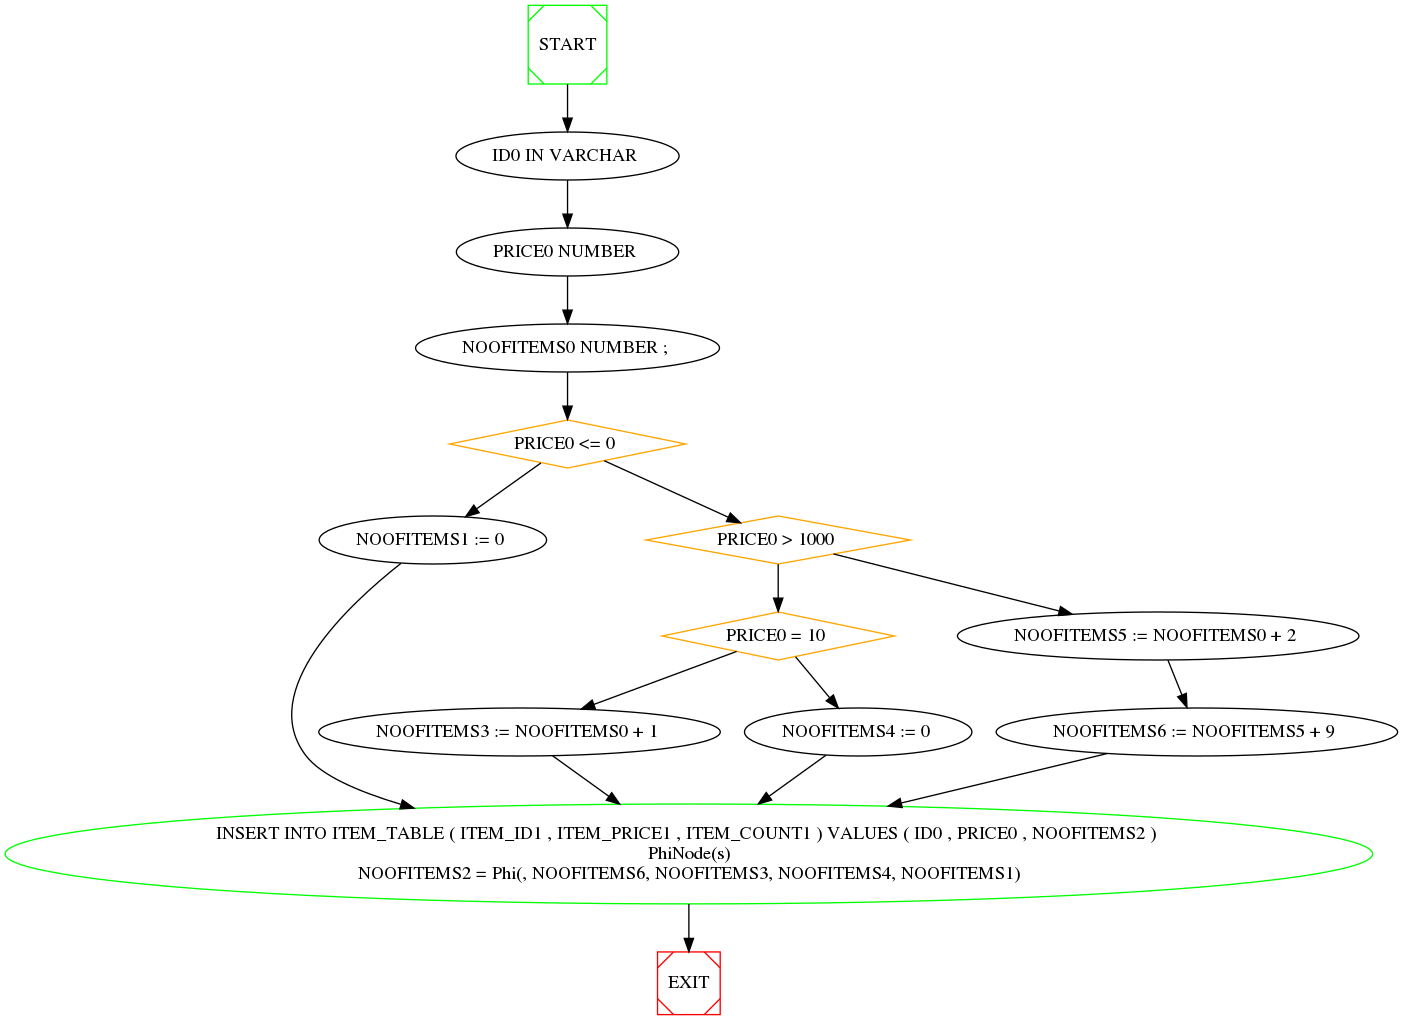 START
ID0 IN VARCHAR
PRICE0 NUMBER
NOOFITEMS0 NUMBER ;
PRICE0 <= 0
NOOFITEMS1 := 0
PRICE0 > 1000
PRICE0 = 10
NOOFITEMS5 := NOOFITEMS0 + 2
NOOFITEMS3 := NOOFITEMS0 + 1
NOOFITEMS4 := 0
NOOFITEMS6 := NOOFITEMS5 + 9
INSERT INTO ITEM_TABLE ( ITEM_ID1 , ITEM_PRICE1 , ITEM_COUNT1 ) VALUES ( ID0 , PRICE0 , NOOFITEMS2 )
PhiNode(s)
NOOFITEMS2 = Phi(, NOOFITEMS6, NOOFITEMS3, NOOFITEMS4, NOOFITEMS1)
EXIT